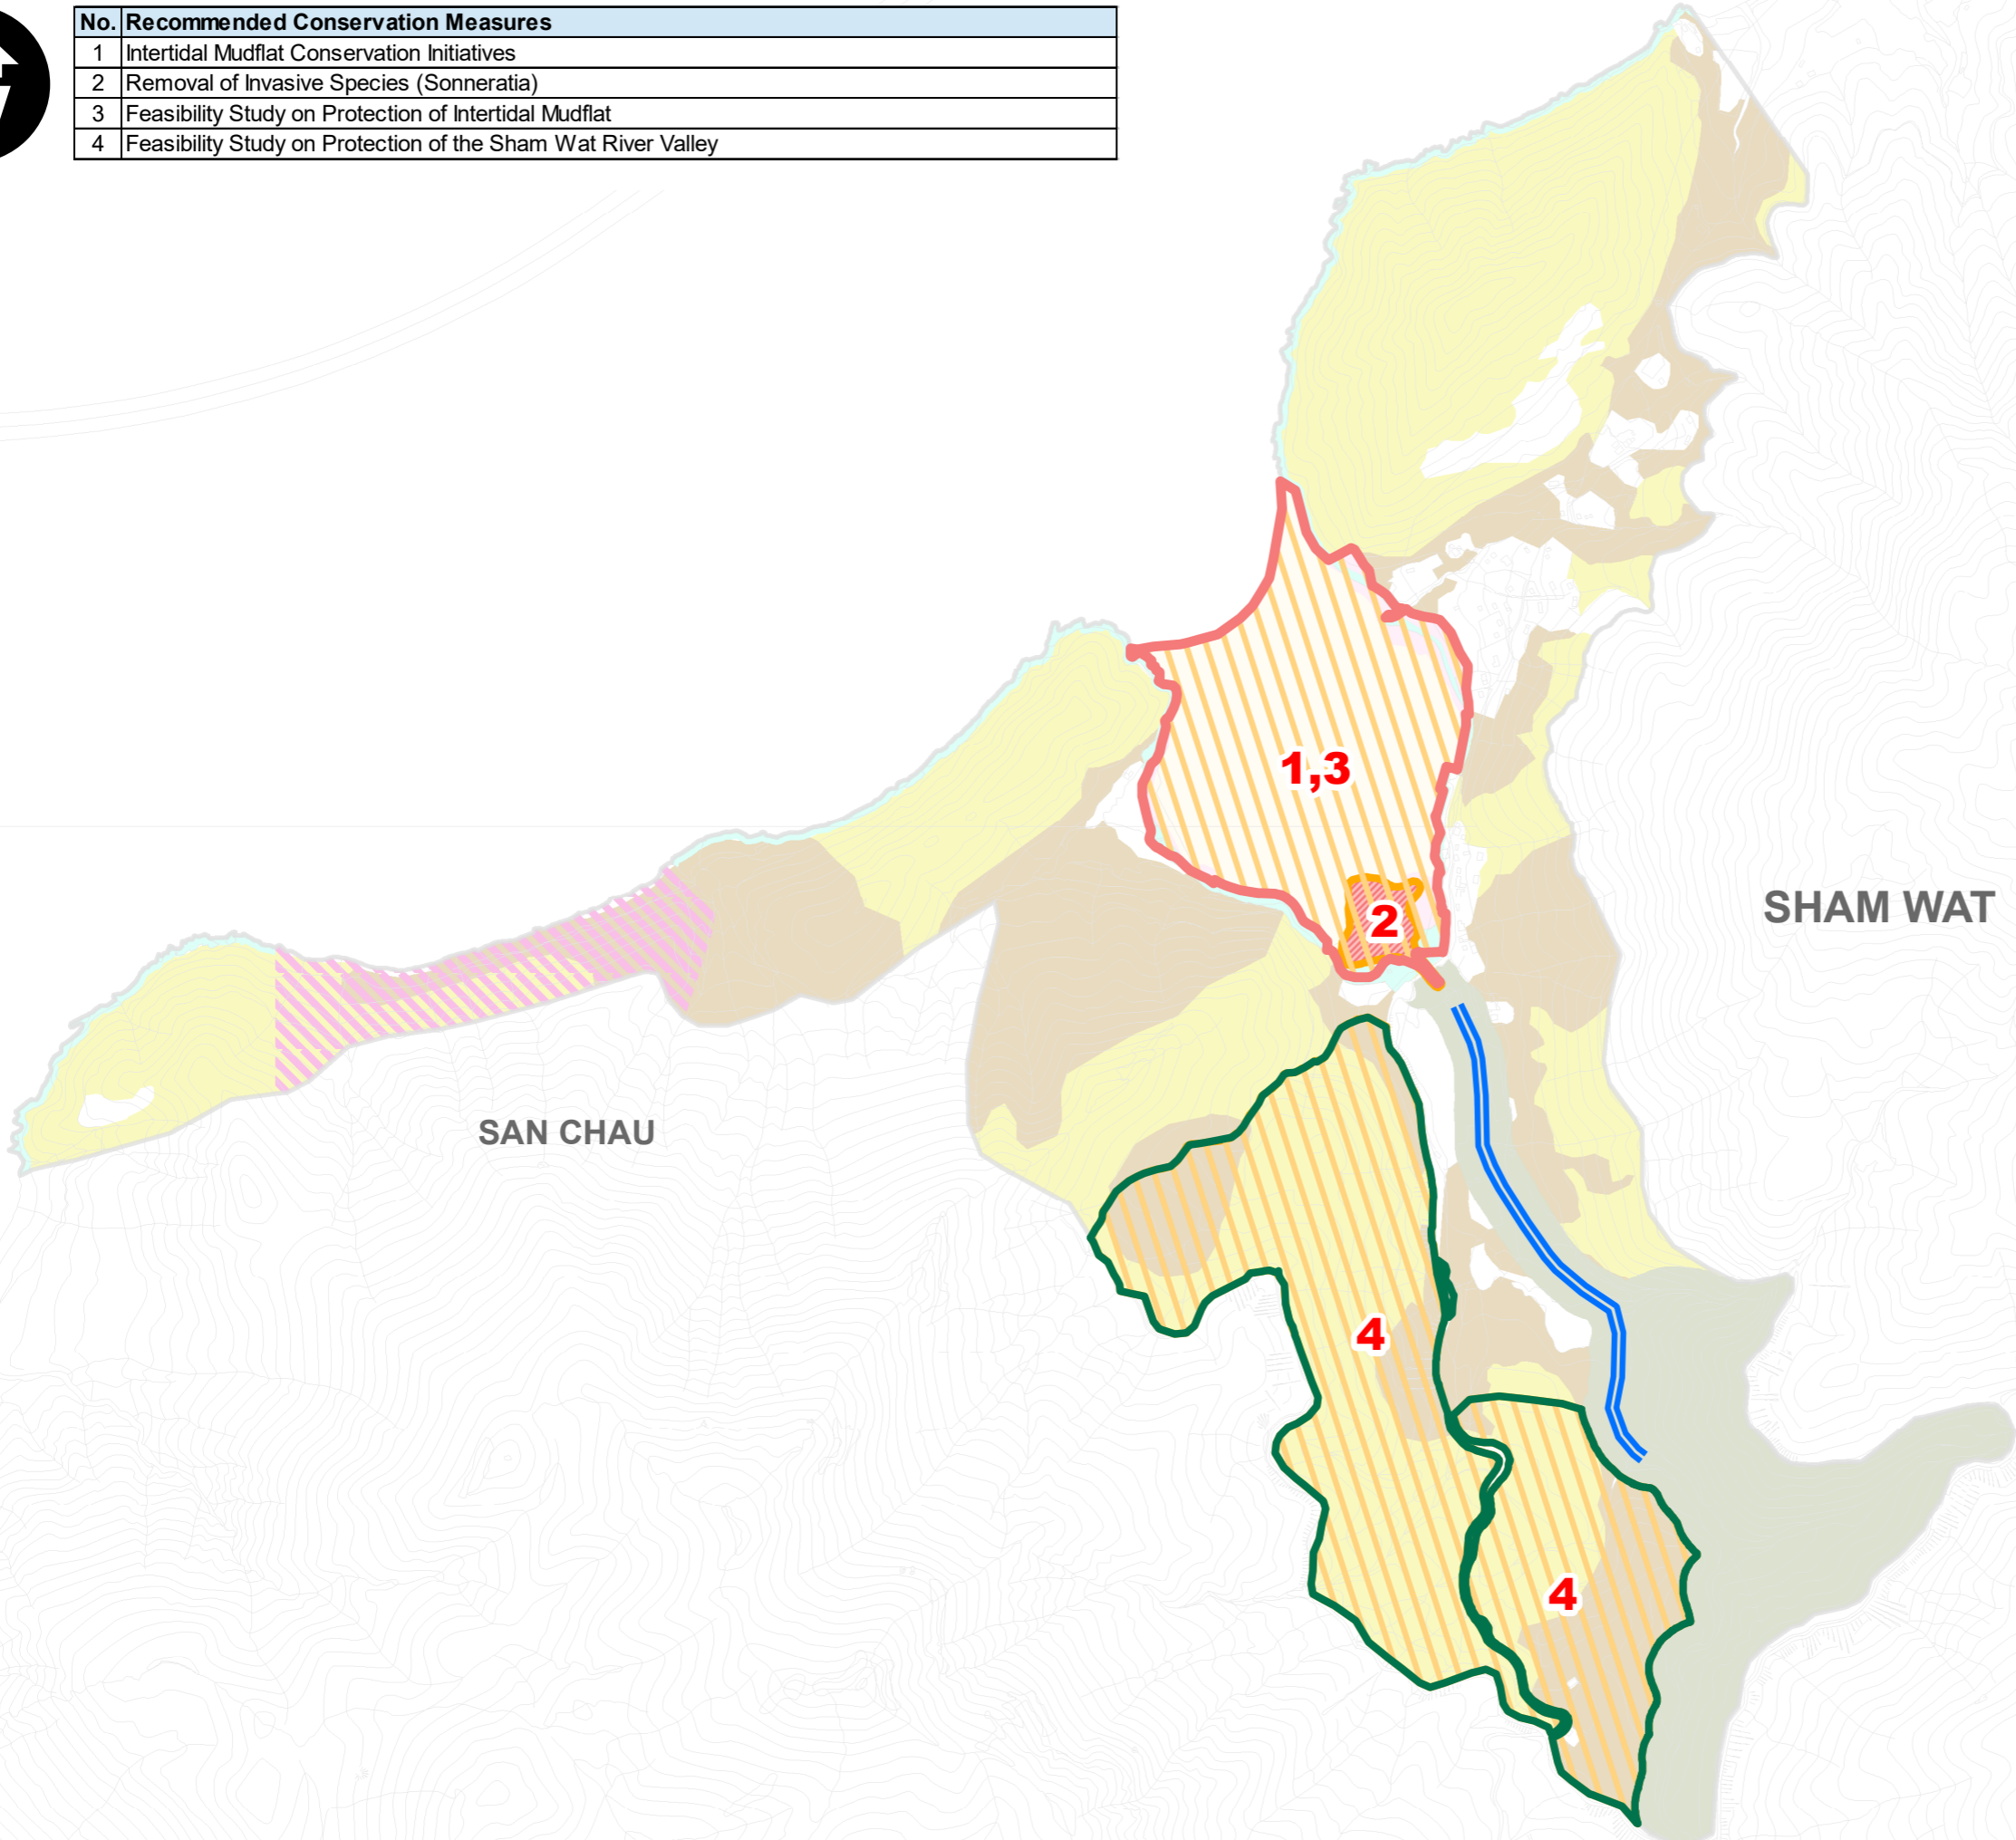 No. Recommended Conservation Measures
1 Intertidal Mudflat Conservation Initiatives
2 Removal of Invasive Species (Sonneratia)
3 Feasibility Study on Protection of Intertidal Mudflat
4 Feasibility Study on Protection of the Sham Wat River Valley
1,3
2
SHAM WAT
SAN CHAU
4
4